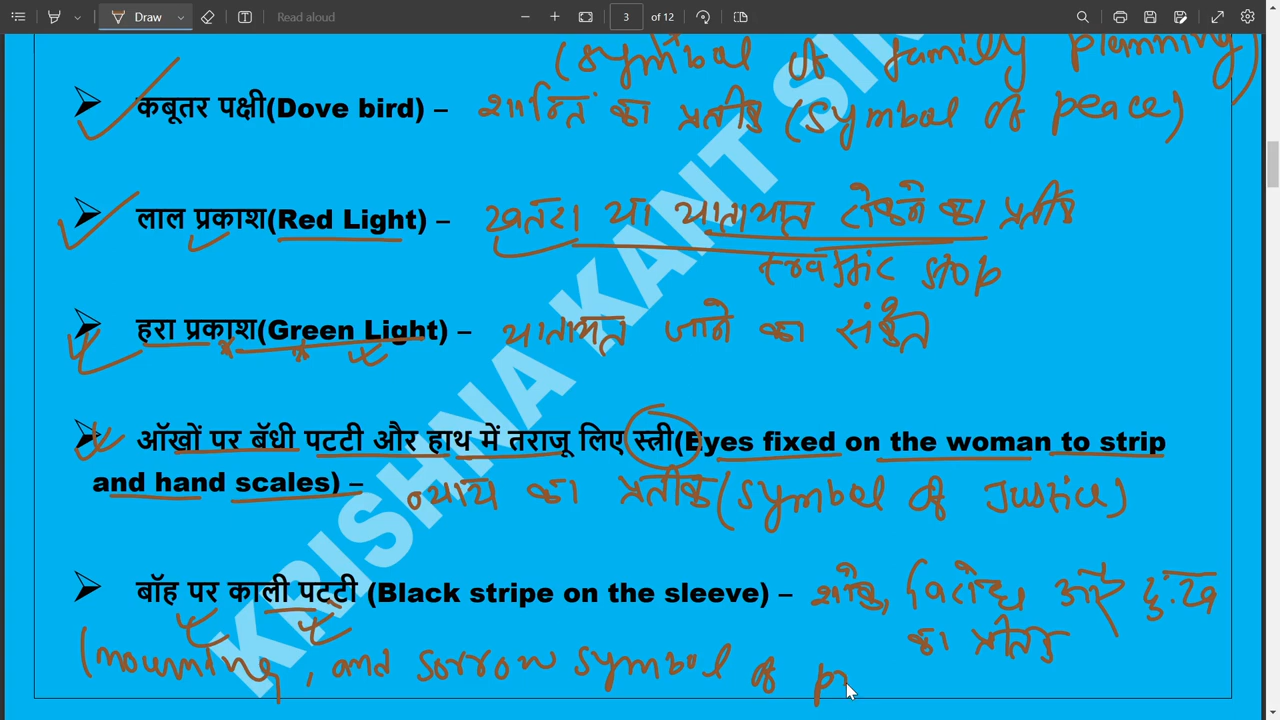 Draw
Read aloud
3 of 12
(Symbol of family planning)
कबूतर पक्षी(Dove bird) – शान्ति का प्रतीक (Symbol of peace)
लाल प्रकाश(Red Light) – खतरा या यातायात रोकने का प्रतीक
traffic stop
हरा प्रकाश(Green Light) – यातायात जाने का संकेत
ऑखों पर बॅधी पटटी और हाथ में तराजू लिए स्त्री(Eyes fixed on the woman to strip
and hand scales) – न्याय का प्रतीक (Symbol of Justice)
बॉह पर काली पट्टी (Black stripe on the sleeve) – शोक, विरोध और दुःख
का प्रतीक
(mourning, and sorrow symbol of
KRISHNA KANT